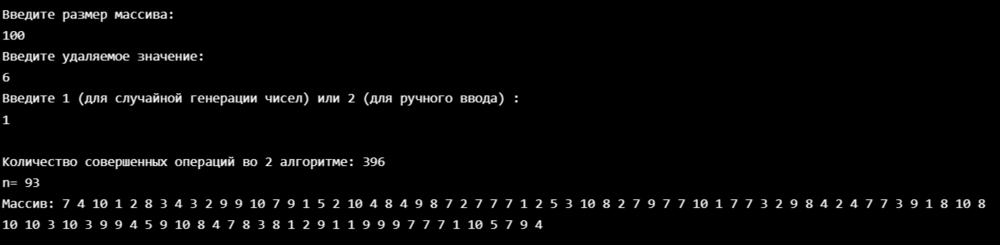 Введите размер массива:
100
Введите удаляемое значение:
6
Введите 1 (для случайной генерации чисел) или 2 (для ручного ввода) :
1
Количество совершенных операций во 2 алгоритме: 396
n= 93
Массив: 7 4 10 1 2 8 3 4 3 2 9 9 10 7 9 1 5 2 10 4 8 4 9 8 7 2 7 7 7 1 2 5 3 10 8 2 7 9 7 7 10 1 7 7 3 2 9 8 4 2 4 7 7 3 9 1 8 10 8
10 10 3 10 3 9 9 4 5 9 10 8 4 7 8 3 8 1 2 9 1 1 9 9 9 7 7 7 1 10 5 7 9 4